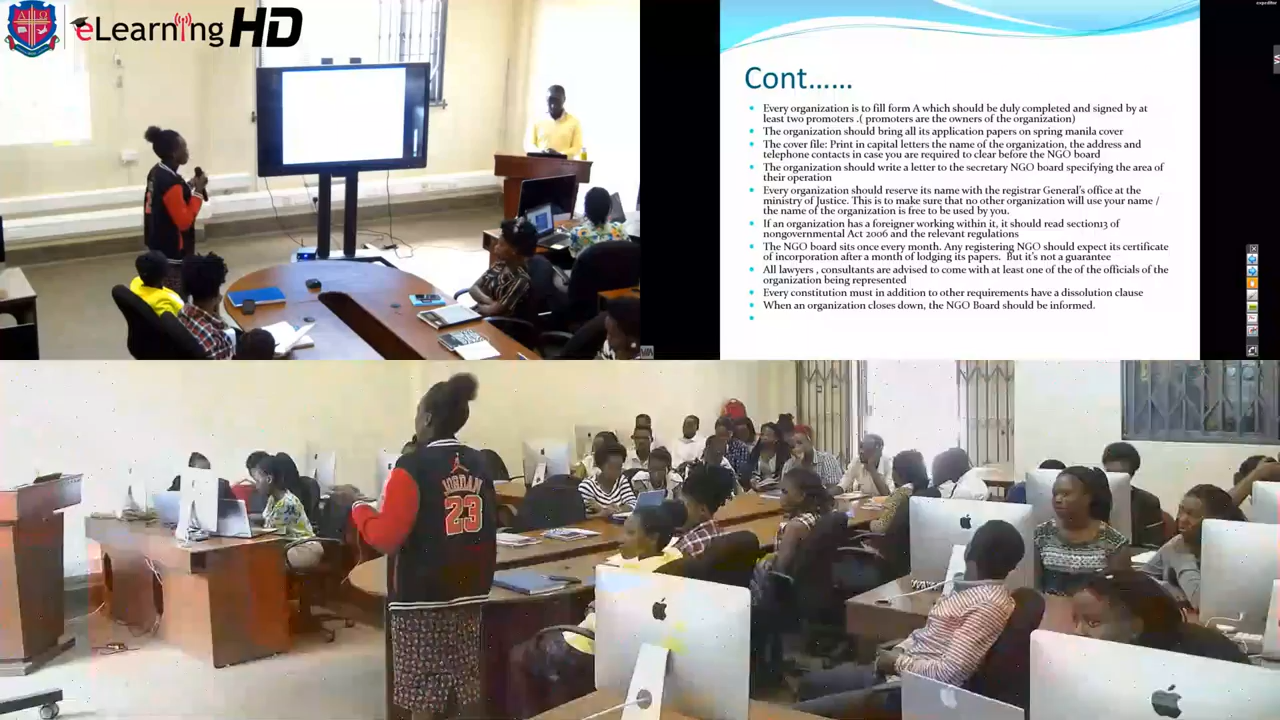 eLearning HD
expeditor
Cont......
Every organization is to fill form A which should be duly completed and signed by at
least two promoters .( promoters are the owners of the organization)
The organization should bring all its application papers on spring manila cover
The cover file: Print in capital letters the name of the organization, the address and
telephone contacts in case you are required to clear before the NGO board
The organization should write a letter to the secretary NGO board specifying the area of
their operation
Every organization should reserve its name with the registrar General's office at the
ministry of Justice. This is to make sure that no other organization will use your name /
the name of the organization is free to be used by you.
If an organization has a foreigner working within it, it should read section13 of
nongovernmental Act 2006 and the relevant regulations
The NGO board sits once every month. Any registering NGO should expect its certificate
of incorporation after a month of lodging its papers. But it's not a guarantee
All lawyers , consultants are advised to come with at least one of the of the officials of the
organization being represented
Every constitution must in addition to other requirements have a dissolution clause
When an organization closes down, the NGO Board should be informed.
JORDAN
23